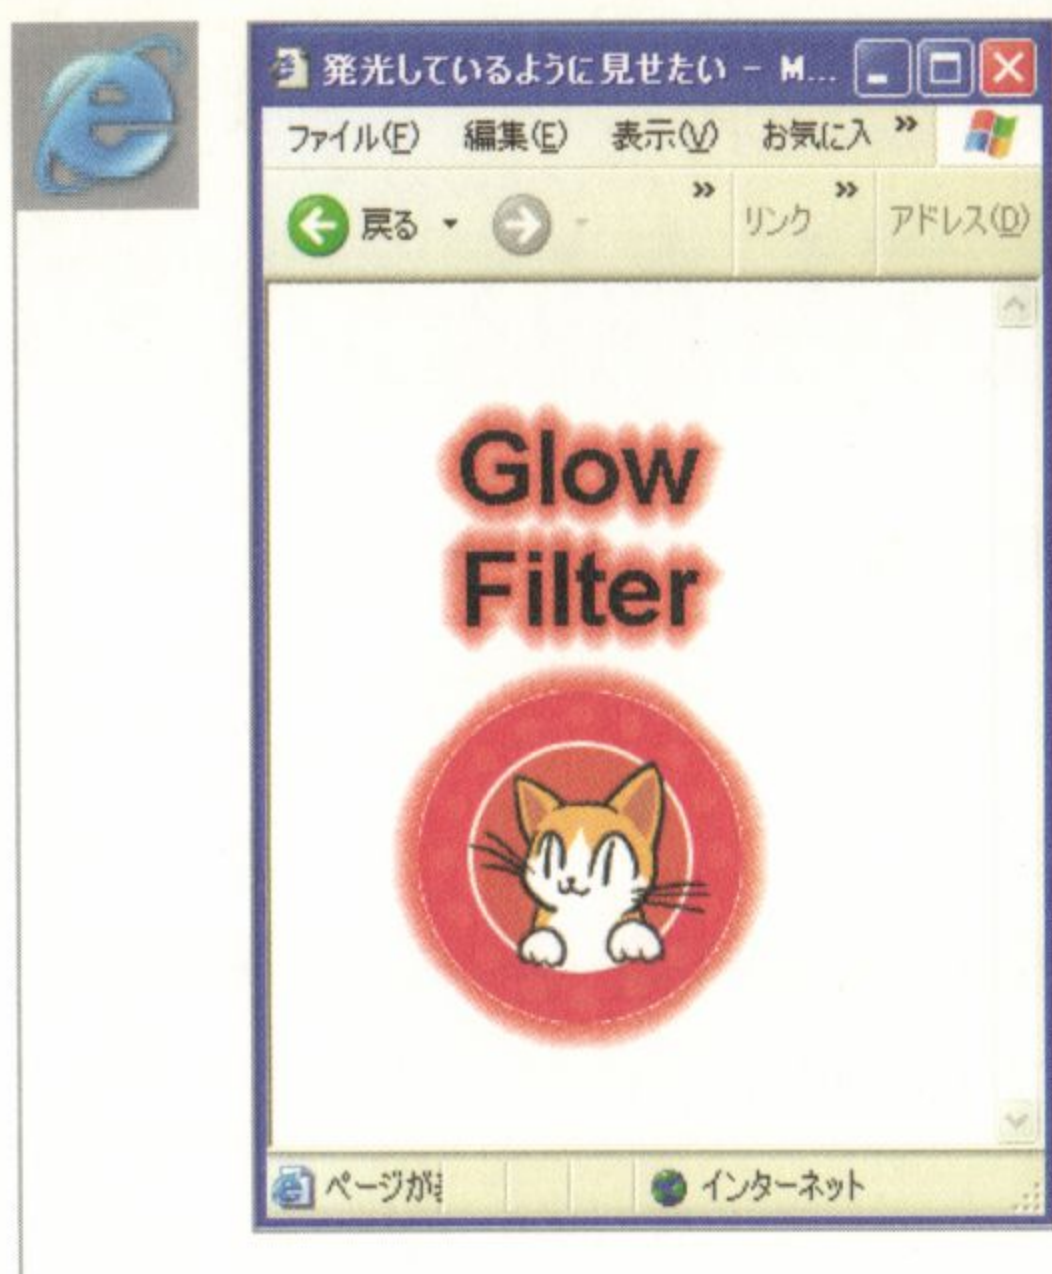 発光しているように見せたい - M...
ファイル(F) 編集(E) 表示(V) お気に入 »
戻る » リンク » アドレス(D)
Glow
Filter
ページが インターネット